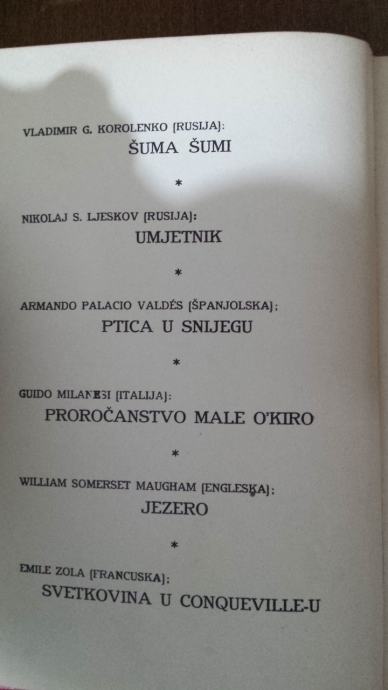 VLADIMIR G. KOROLENKO (RUSIJA):
ŠUMA ŠUMI
*
NIKOLAJ S. LJESKOV (RUSIJA):
UMJETNIK
*
ARMANDO PALACIO VALDÉS (ŠPANJOLSKA);
PTICA U SNIJEGU
*
GUIDO MILANESI (ITALIJA):
PROROČANSTVO MALE O'KIRO
*
WILLIAM SOMERSET MAUGHAM (ENGLESKA);
JEZERO
*
EMILE ZOLA (FRANCUSKA);
SVETKOVINA U CONQUEVILLE-U